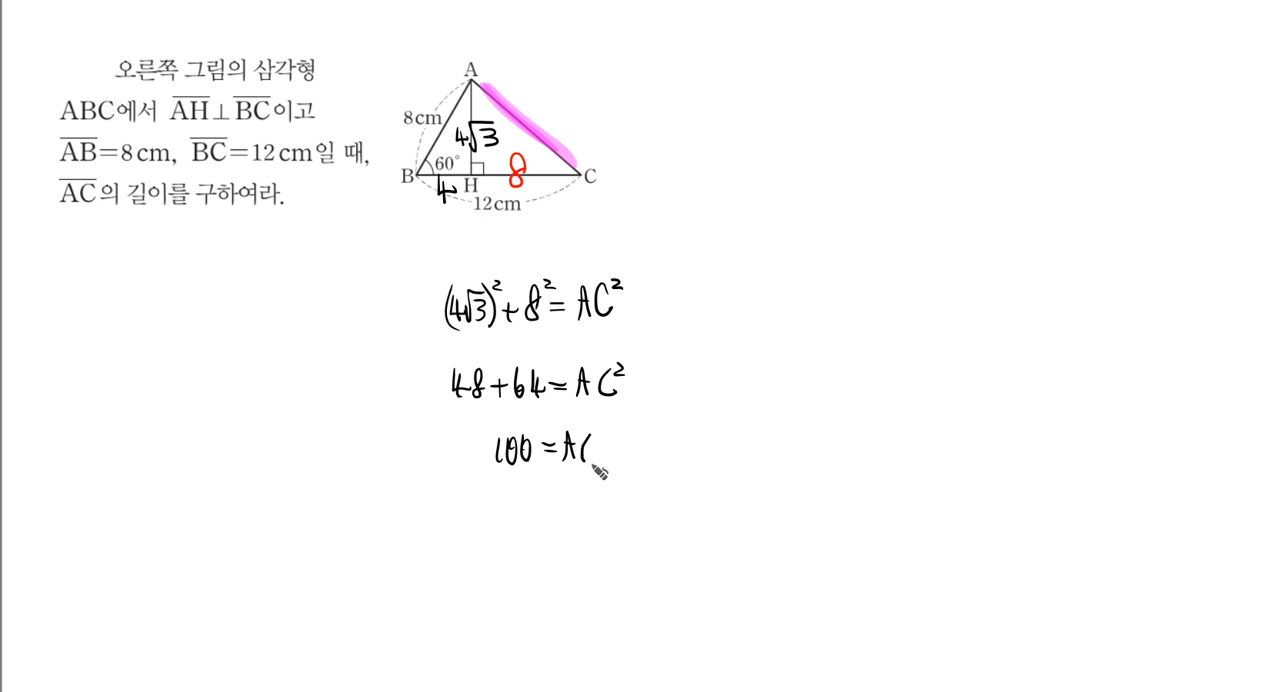 오른쪽 그림의 삼각형
ABC에서 AH⊥BC이고
AB=8cm, BC=12cm일 때,
AC의 길이를 구하여라.
A
8cm
4√3
60°
8
B
4
H
C
12cm
(4√3)²+8²=AC²
48+64=AC²
100=AC